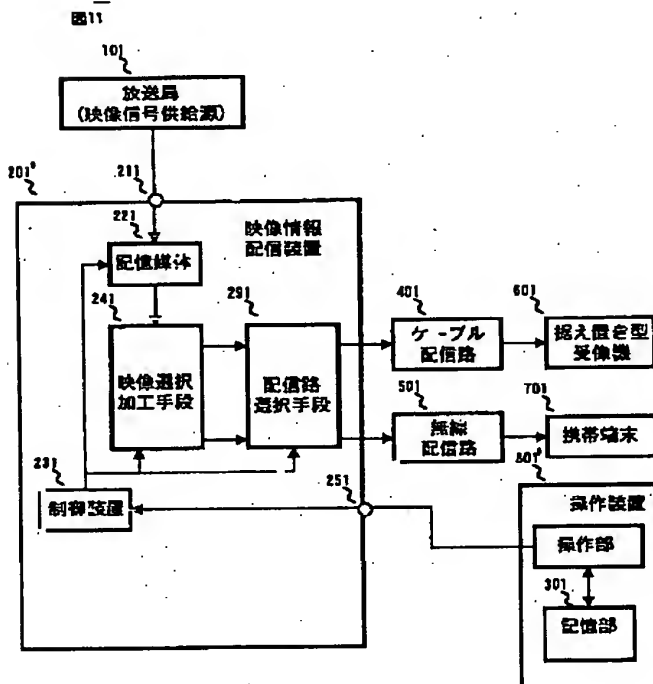 図11
101
放送局
(映像信号供給源)
201'
211
221
映像情報
配信装置
記憶媒体
241
291
401
601
映像選択
加工手段
配信路
選択手段
ケーブル
配信路
据え置き型
受像機
501
701
無線
配信路
携帯端末
231
制御装置
251
801'
操作装置
操作部
301
記憶部